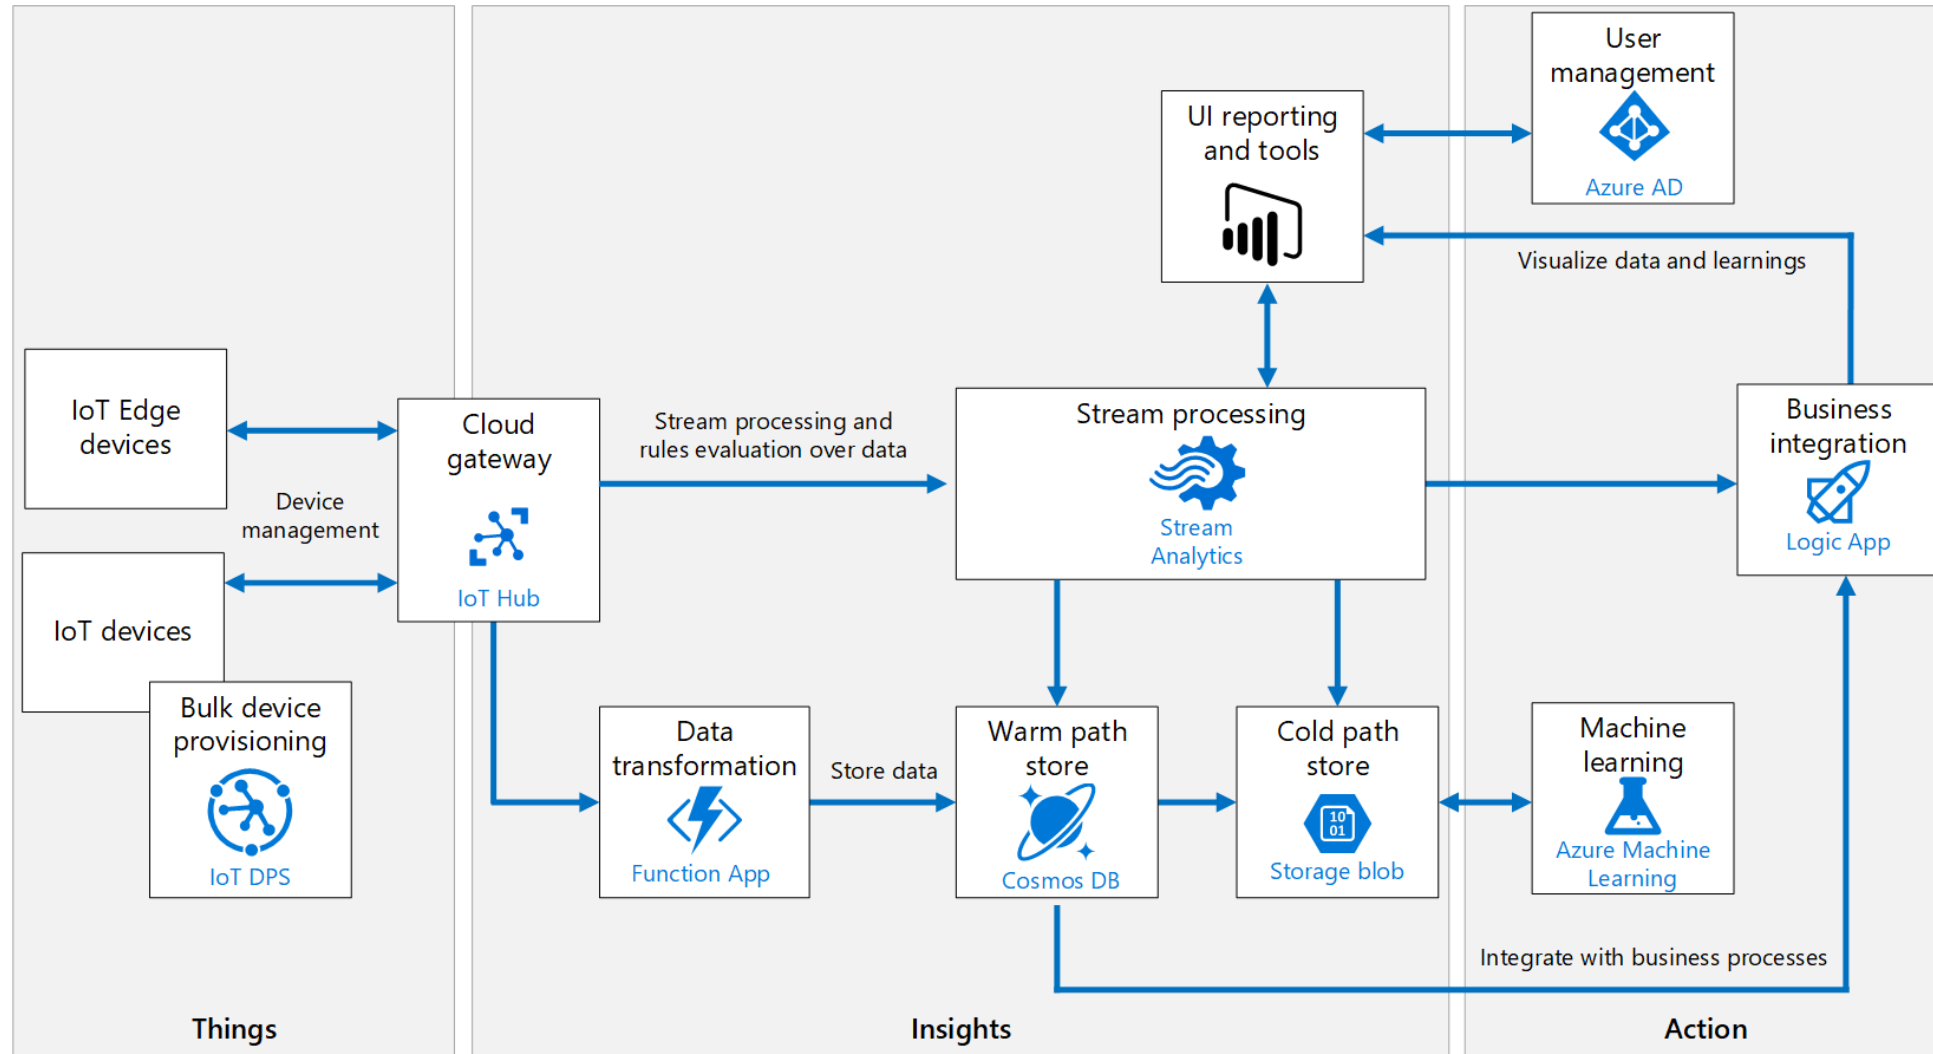 User
management
Azure AD
UI reporting
and tools
Visualize data and learnings
IoT Edge
devices
Device
management
IoT devices
Bulk device
provisioning
IoT DPS
Cloud
gateway
IoT Hub
Stream processing and
rules evaluation over data
Stream processing
Stream
Analytics
Business
integration
Logic App
Data
transformation
Function App
Store data
Warm path
store
Cosmos DB
Cold path
store
10
01
Storage blob
Machine
learning
Azure Machine
Learning
Integrate with business processes
Things
Insights
Action